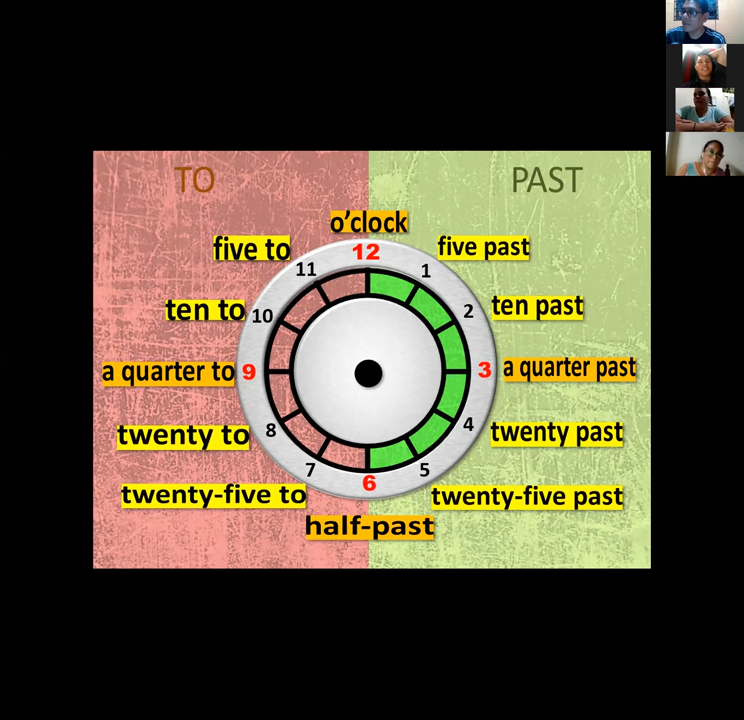 TO
PAST
o'clock
five to
12
five past
11
1
ten to
10
2
ten past
a quarter to
9
3
a quarter past
twenty to
8
4
twenty past
7
5
twenty-five to
6
twenty-five past
half-past